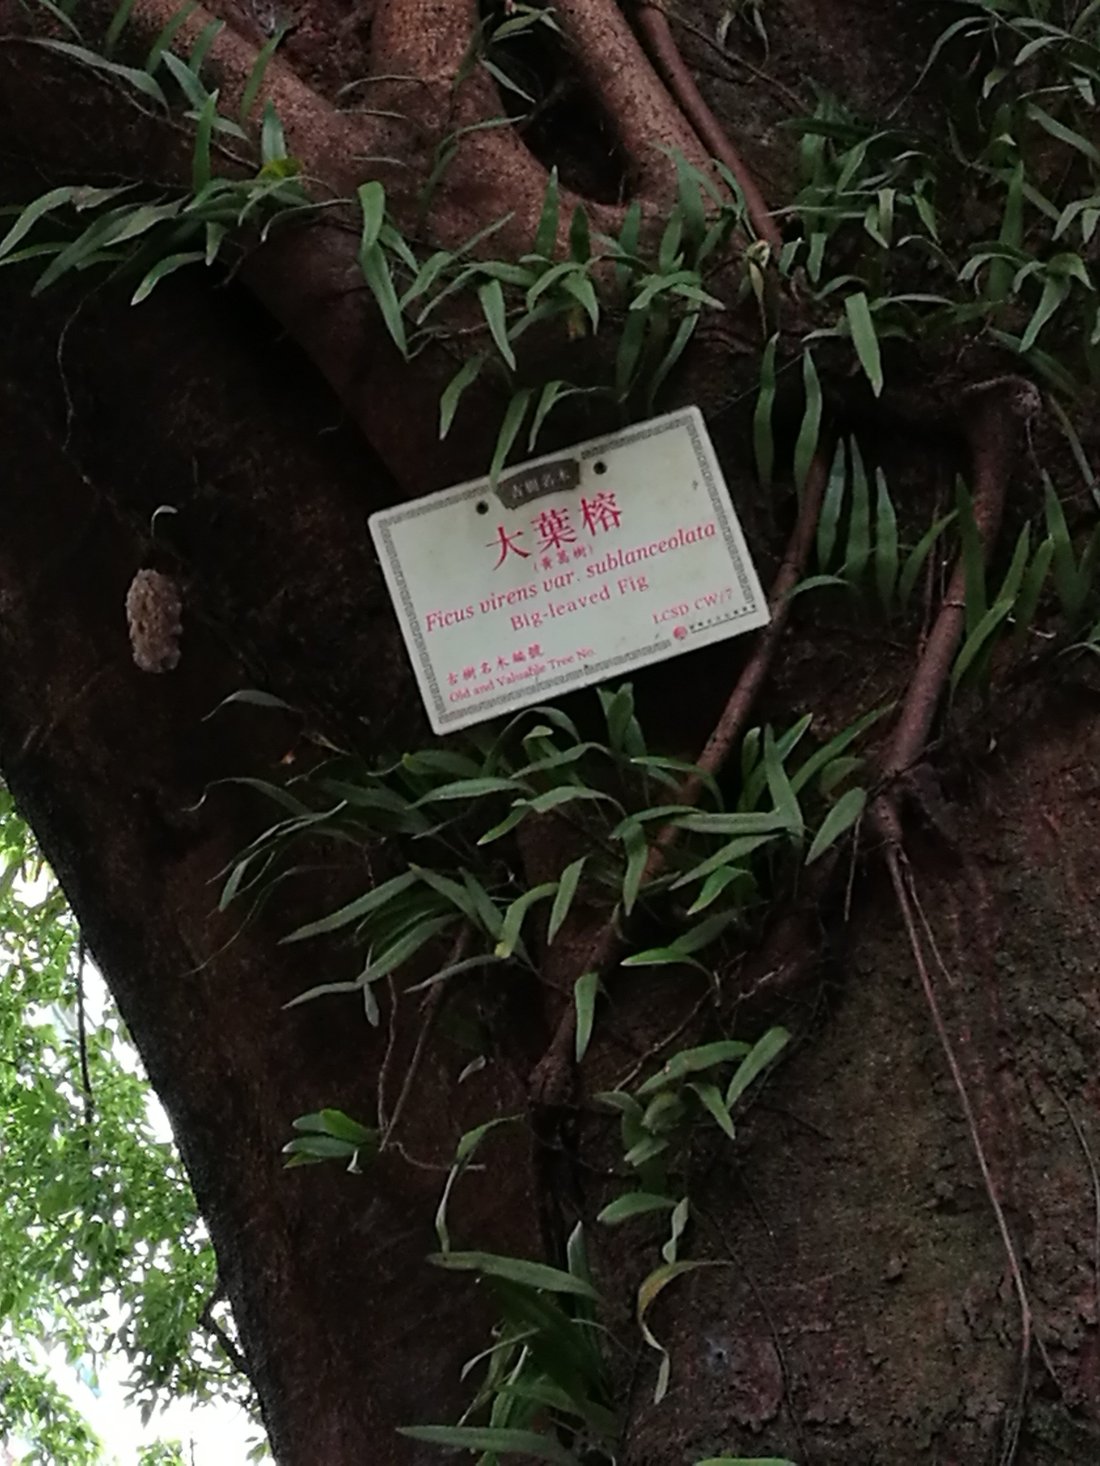 古樹名木
大葉榕
(黃葛樹)
Ficus virens var. sublanceolata
Big-leaved Fig
古樹名木編號
Old and Valuable Tree No.
LCSD CW/7